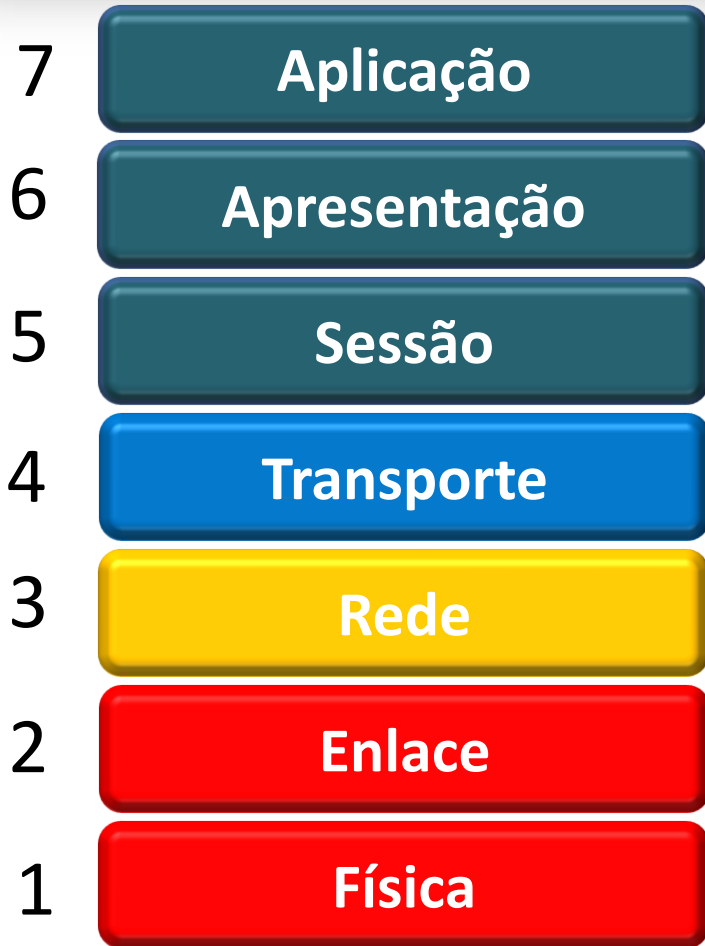 7 Aplicação
6 Apresentação
5 Sessão
4 Transporte
3 Rede
2 Enlace
1 Física